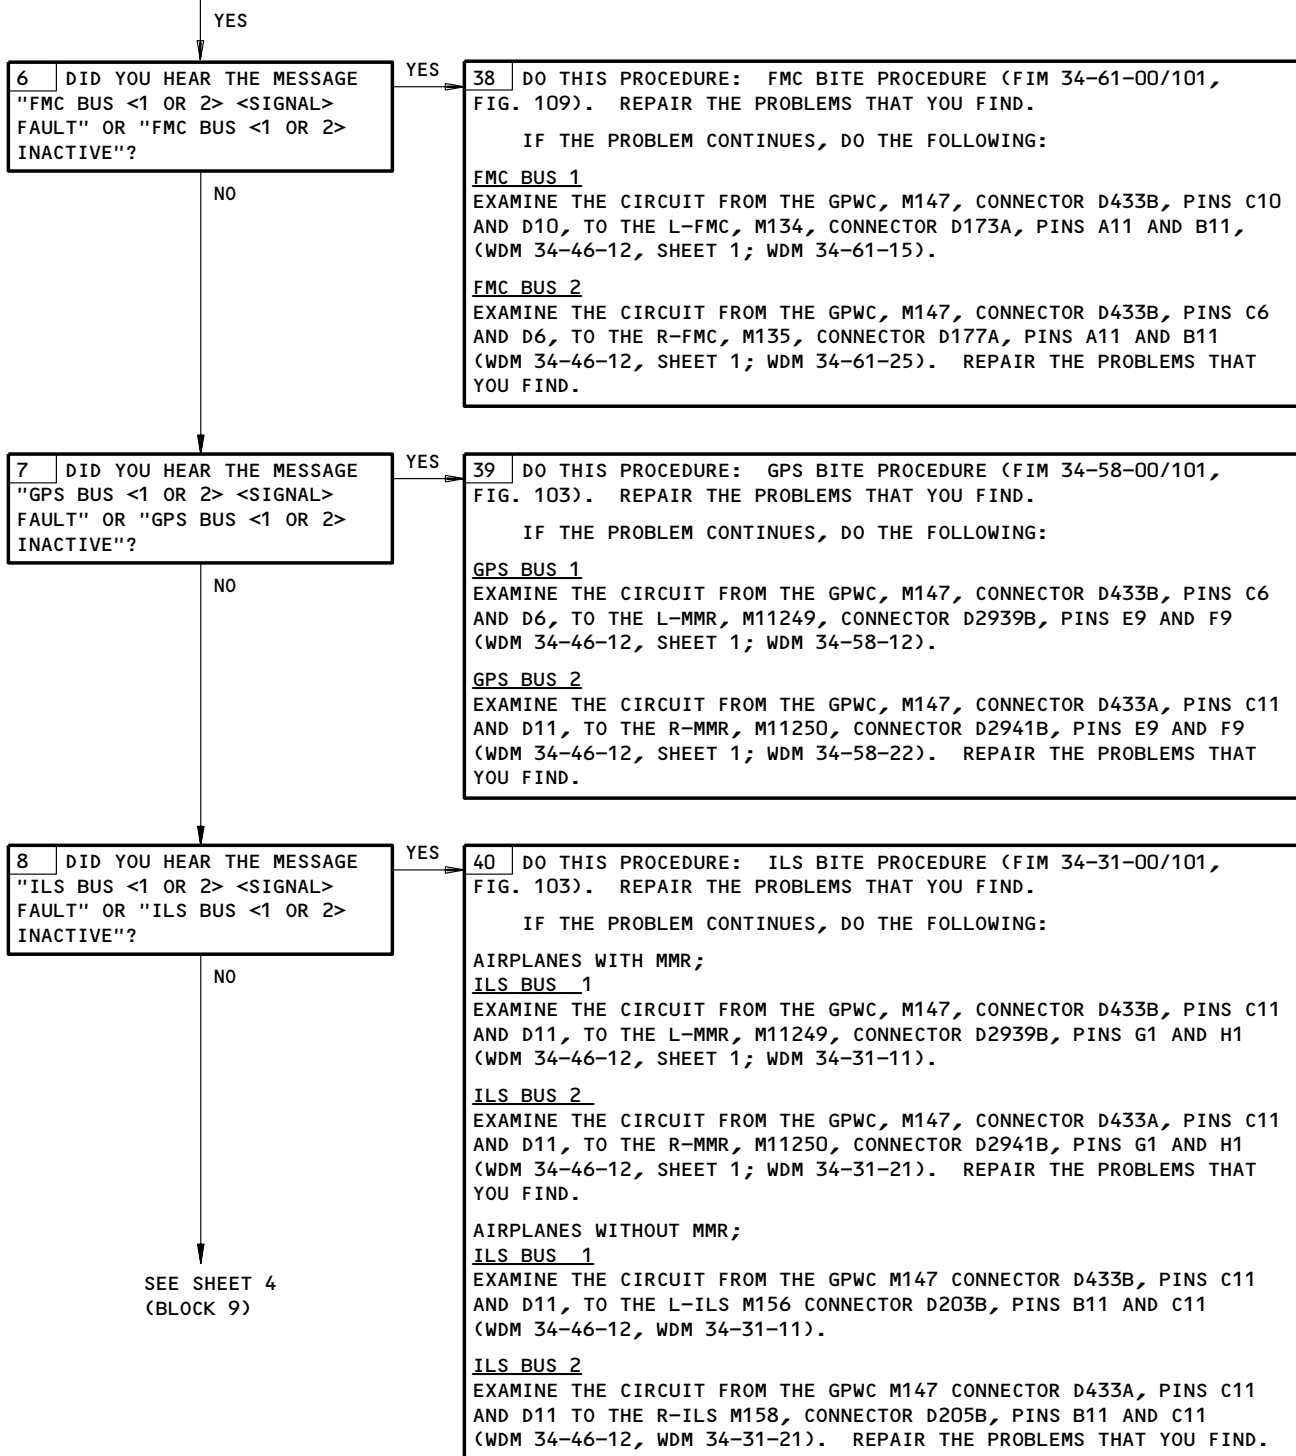 YES
6 DID YOU HEAR THE MESSAGE
"FMC BUS <1 OR 2> <SIGNAL>
FAULT" OR "FMC BUS <1 OR 2>
INACTIVE"?
YES
NO
38 DO THIS PROCEDURE: FMC BITE PROCEDURE (FIM 34-61-00/101,
FIG. 109). REPAIR THE PROBLEMS THAT YOU FIND.
IF THE PROBLEM CONTINUES, DO THE FOLLOWING:
FMC BUS 1
EXAMINE THE CIRCUIT FROM THE GPWC, M147, CONNECTOR D433B, PINS C10
AND D10, TO THE L-FMC, M134, CONNECTOR D173A, PINS A11 AND B11,
(WDM 34-46-12, SHEET 1; WDM 34-61-15).
FMC BUS 2
EXAMINE THE CIRCUIT FROM THE GPWC, M147, CONNECTOR D433B, PINS C6
AND D6, TO THE R-FMC, M135, CONNECTOR D177A, PINS A11 AND B11
(WDM 34-46-12, SHEET 1; WDM 34-61-25). REPAIR THE PROBLEMS THAT
YOU FIND.
7 DID YOU HEAR THE MESSAGE
"GPS BUS <1 OR 2> <SIGNAL>
FAULT" OR "GPS BUS <1 OR 2>
INACTIVE"?
YES
NO
39 DO THIS PROCEDURE: GPS BITE PROCEDURE (FIM 34-58-00/101,
FIG. 103). REPAIR THE PROBLEMS THAT YOU FIND.
IF THE PROBLEM CONTINUES, DO THE FOLLOWING:
GPS BUS 1
EXAMINE THE CIRCUIT FROM THE GPWC, M147, CONNECTOR D433B, PINS C6
AND D6, TO THE L-MMR, M11249, CONNECTOR D2939B, PINS E9 AND F9
(WDM 34-46-12, SHEET 1; WDM 34-58-12).
GPS BUS 2
EXAMINE THE CIRCUIT FROM THE GPWC, M147, CONNECTOR D433A, PINS C11
AND D11, TO THE R-MMR, M11250, CONNECTOR D2941B, PINS E9 AND F9
(WDM 34-46-12, SHEET 1; WDM 34-58-22). REPAIR THE PROBLEMS THAT
YOU FIND.
8 DID YOU HEAR THE MESSAGE
"ILS BUS <1 OR 2> <SIGNAL>
FAULT" OR "ILS BUS <1 OR 2>
INACTIVE"?
YES
NO
SEE SHEET 4
(BLOCK 9)
40 DO THIS PROCEDURE: ILS BITE PROCEDURE (FIM 34-31-00/101,
FIG. 103). REPAIR THE PROBLEMS THAT YOU FIND.
IF THE PROBLEM CONTINUES, DO THE FOLLOWING:
AIRPLANES WITH MMR;
ILS BUS 1
EXAMINE THE CIRCUIT FROM THE GPWC, M147, CONNECTOR D433B, PINS C11
AND D11, TO THE L-MMR, M11249, CONNECTOR D2939B, PINS G1 AND H1
(WDM 34-46-12, SHEET 1; WDM 34-31-11).
ILS BUS 2
EXAMINE THE CIRCUIT FROM THE GPWC, M147, CONNECTOR D433A, PINS C11
AND D11, TO THE R-MMR, M11250, CONNECTOR D2941B, PINS G1 AND H1
(WDM 34-46-12, SHEET 1; WDM 34-31-21). REPAIR THE PROBLEMS THAT
YOU FIND.
AIRPLANES WITHOUT MMR;
ILS BUS 1
EXAMINE THE CIRCUIT FROM THE GPWC M147 CONNECTOR D433B, PINS C11
AND D11, TO THE L-ILS M156 CONNECTOR D203B, PINS B11 AND C11
(WDM 34-46-12, WDM 34-31-11).
ILS BUS 2
EXAMINE THE CIRCUIT FROM THE GPWC M147 CONNECTOR D433A, PINS C11
AND D11 TO THE R-ILS M158, CONNECTOR D205B, PINS B11 AND C11
(WDM 34-46-12, WDM 34-31-21). REPAIR THE PROBLEMS THAT YOU FIND.